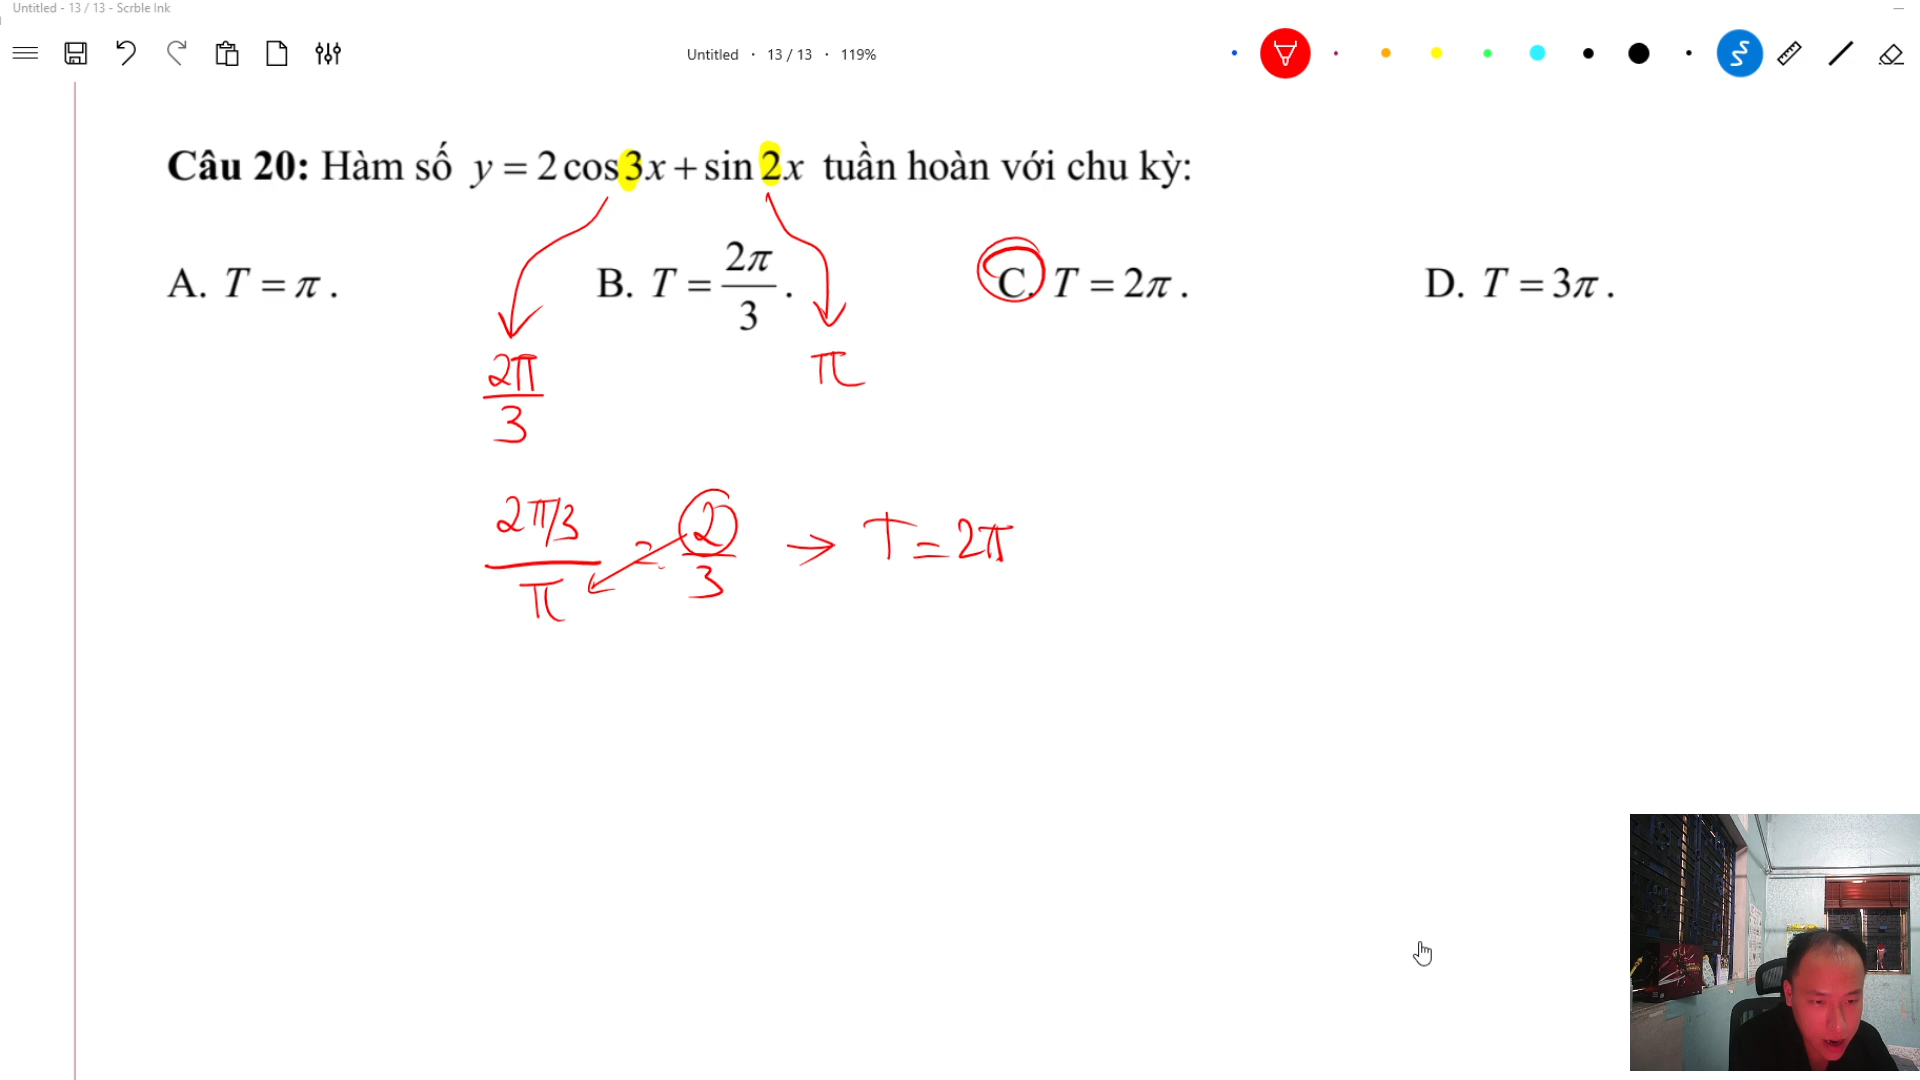 Untitled - 13 / 13 - Scrble Ink
Untitled · 13 / 13 · 119%
Câu 20: Hàm số y = 2cos3x + sin2x tuần hoàn với chu kỳ:
A. T = π. B. T = 2π/3. C. T = 2π. D. T = 3π.
2π/3 π
(2π/3)/π = 2/3 → T = 2π